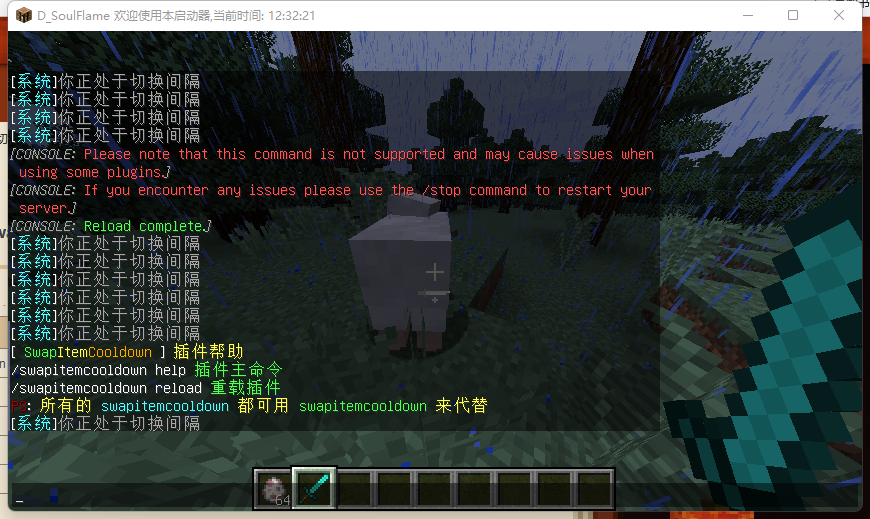 D_SoulFlame 欢迎使用本启动器,当前时间: 12:32:21
[系统]你正处于切换间隔
[系统]你正处于切换间隔
[系统]你正处于切换间隔
[系统]你正处于切换间隔
[CONSOLE: Please note that this command is not supported and may cause issues when
using some plugins.]
[CONSOLE: If you encounter any issues please use the /stop command to restart your
server.]
[CONSOLE: Reload complete.]
[系统]你正处于切换间隔
[系统]你正处于切换间隔
[系统]你正处于切换间隔
[系统]你正处于切换间隔
[系统]你正处于切换间隔
[系统]你正处于切换间隔
[ SwapItemCooldown ] 插件帮助
/swapitemcooldown help 插件主命令
/swapitemcooldown reload 重载插件
PS: 所有的 swapitemcooldown 都可用 swapitemcooldown 来代替
[系统]你正处于切换间隔
-64
_